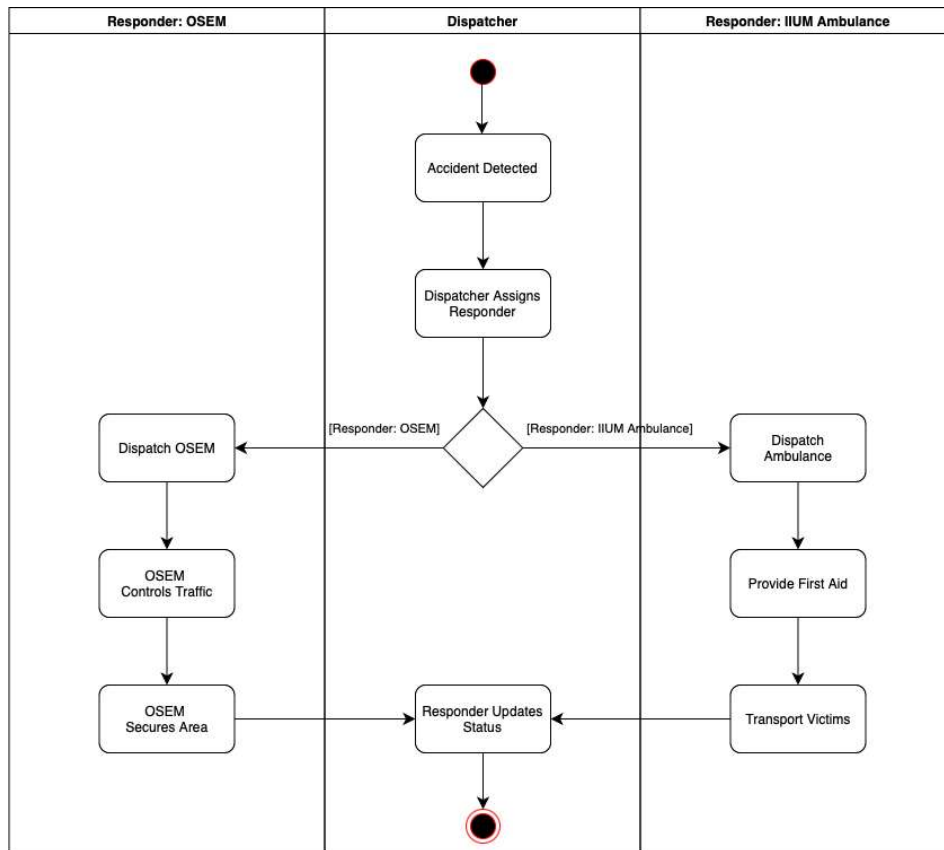 Responder: OSEM
Dispatcher
Responder: IIUM Ambulance
Accident Detected
Dispatcher Assigns
Responder
[Responder: OSEM]
[Responder: IIUM Ambulance]
Dispatch OSEM
Dispatch
Ambulance
OSEM
Controls Traffic
Provide First Aid
OSEM
Secures Area
Responder Updates
Status
Transport Victims